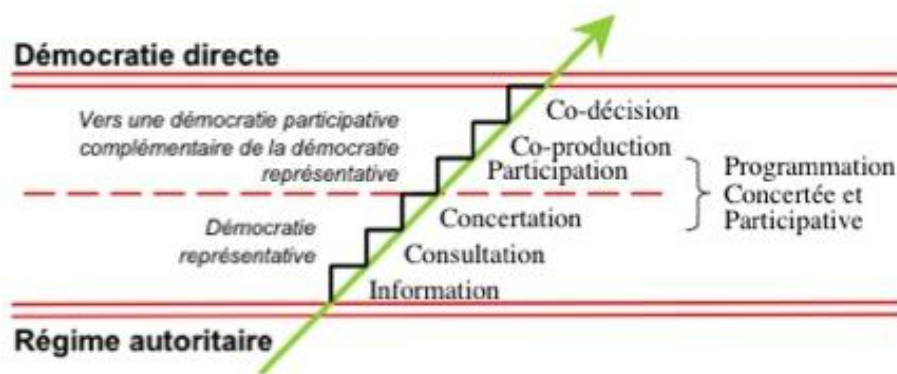 Démocratie directe
Vers une démocratie participative
complémentaire de la démocratie
représentative
Co-décision
Co-production
Participation
Programmation
Concertée et
Participative
Démocratie
représentative
Concertation
Consultation
Information
Régime autoritaire